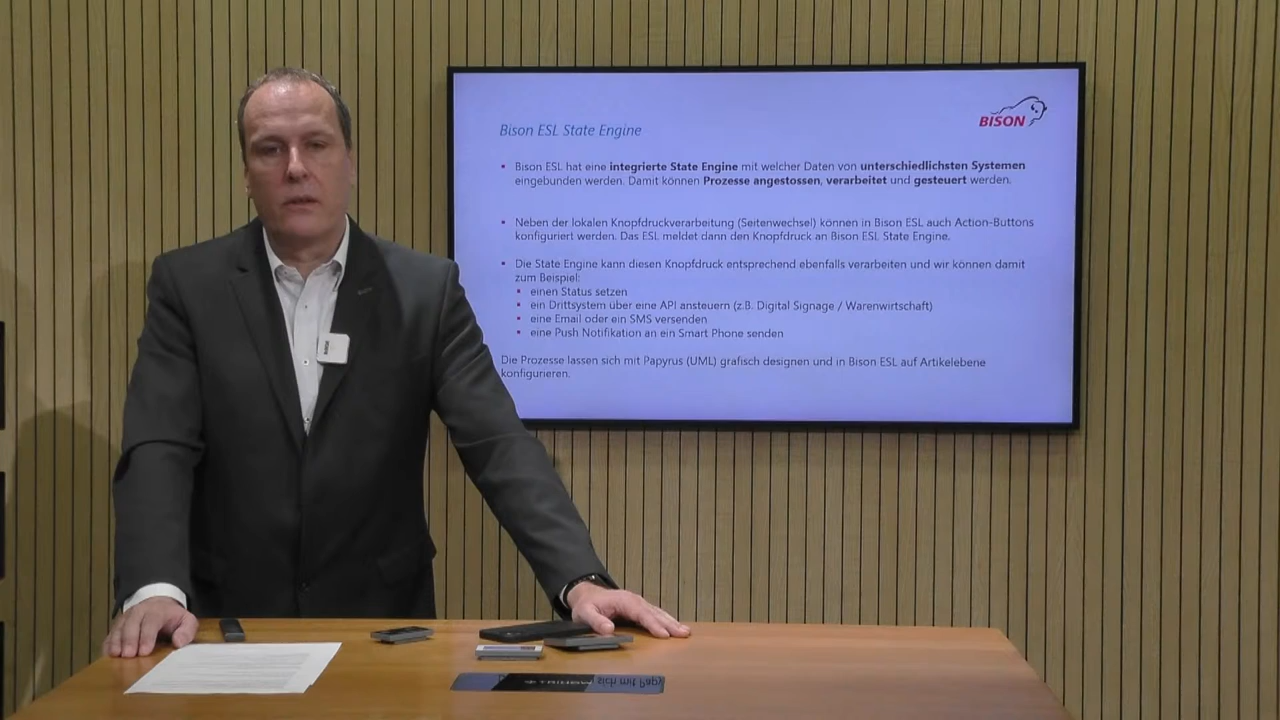 BISON
Bison ESL State Engine
Bison ESL hat eine integrierte State Engine mit welcher Daten von unterschiedlichsten Systemen
eingebunden werden. Damit können Prozesse angestossen, verarbeitet und gesteuert werden.
Neben der lokalen Knopfdruckverarbeitung (Seitenwechsel) können in Bison ESL auch Action-Buttons
konfiguriert werden. Das ESL meldet dann den Knopfdruck an Bison ESL State Engine.
Die State Engine kann diesen Knopfdruck entsprechend ebenfalls verarbeiten und wir können damit
zum Beispiel:
einen Status setzen
ein Drittsystem über eine API ansteuern (z.B. Digital Signage / Warenwirtschaft)
eine Email oder ein SMS versenden
eine Push Notifikation an ein Smart Phone senden
Die Prozesse lassen sich mit Papyrus (UML) grafisch designen und in Bison ESL auf Artikelebene
konfigurieren.
BISON